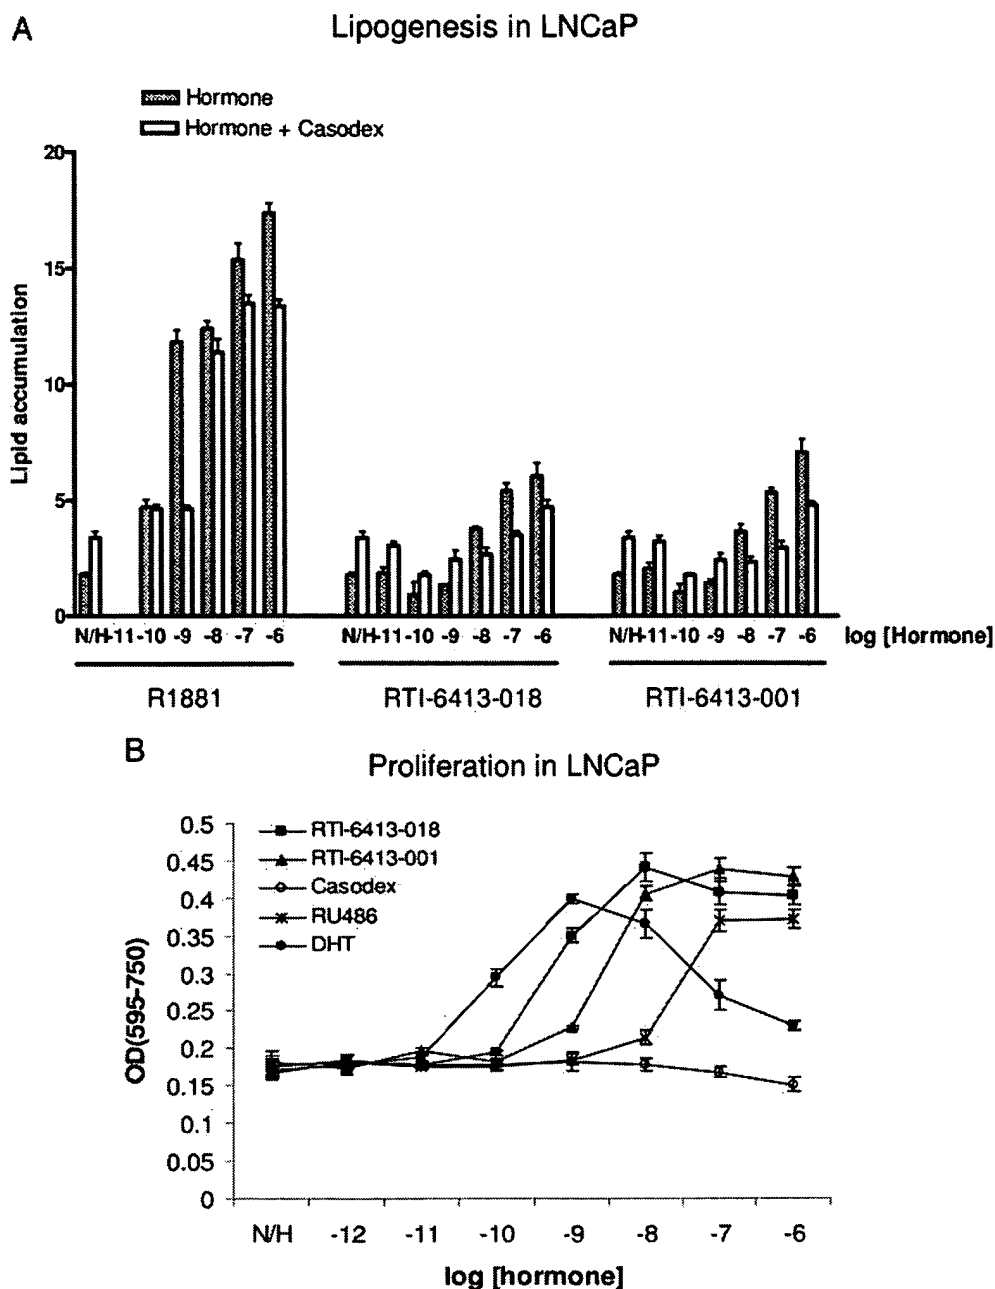 A
Lipogenesis in LNCaP
Hormone
Hormone + Casodex
Lipid accumulation
20
15
10
5
0
N/H -11 -10 -9 -8 -7 -6
N/H -11 -10 -9 -8 -7 -6
N/H -11 -10 -9 -8 -7 -6
log [Hormone]
R1881
RTI-6413-018
RTI-6413-001
B
Proliferation in LNCaP
RTI-6413-018
RTI-6413-001
Casodex
RU486
DHT
OD(595-750)
0.5
0.45
0.4
0.35
0.3
0.25
0.2
0.15
0.1
0.05
0
N/H -12 -11 -10 -9 -8 -7 -6
log [hormone]